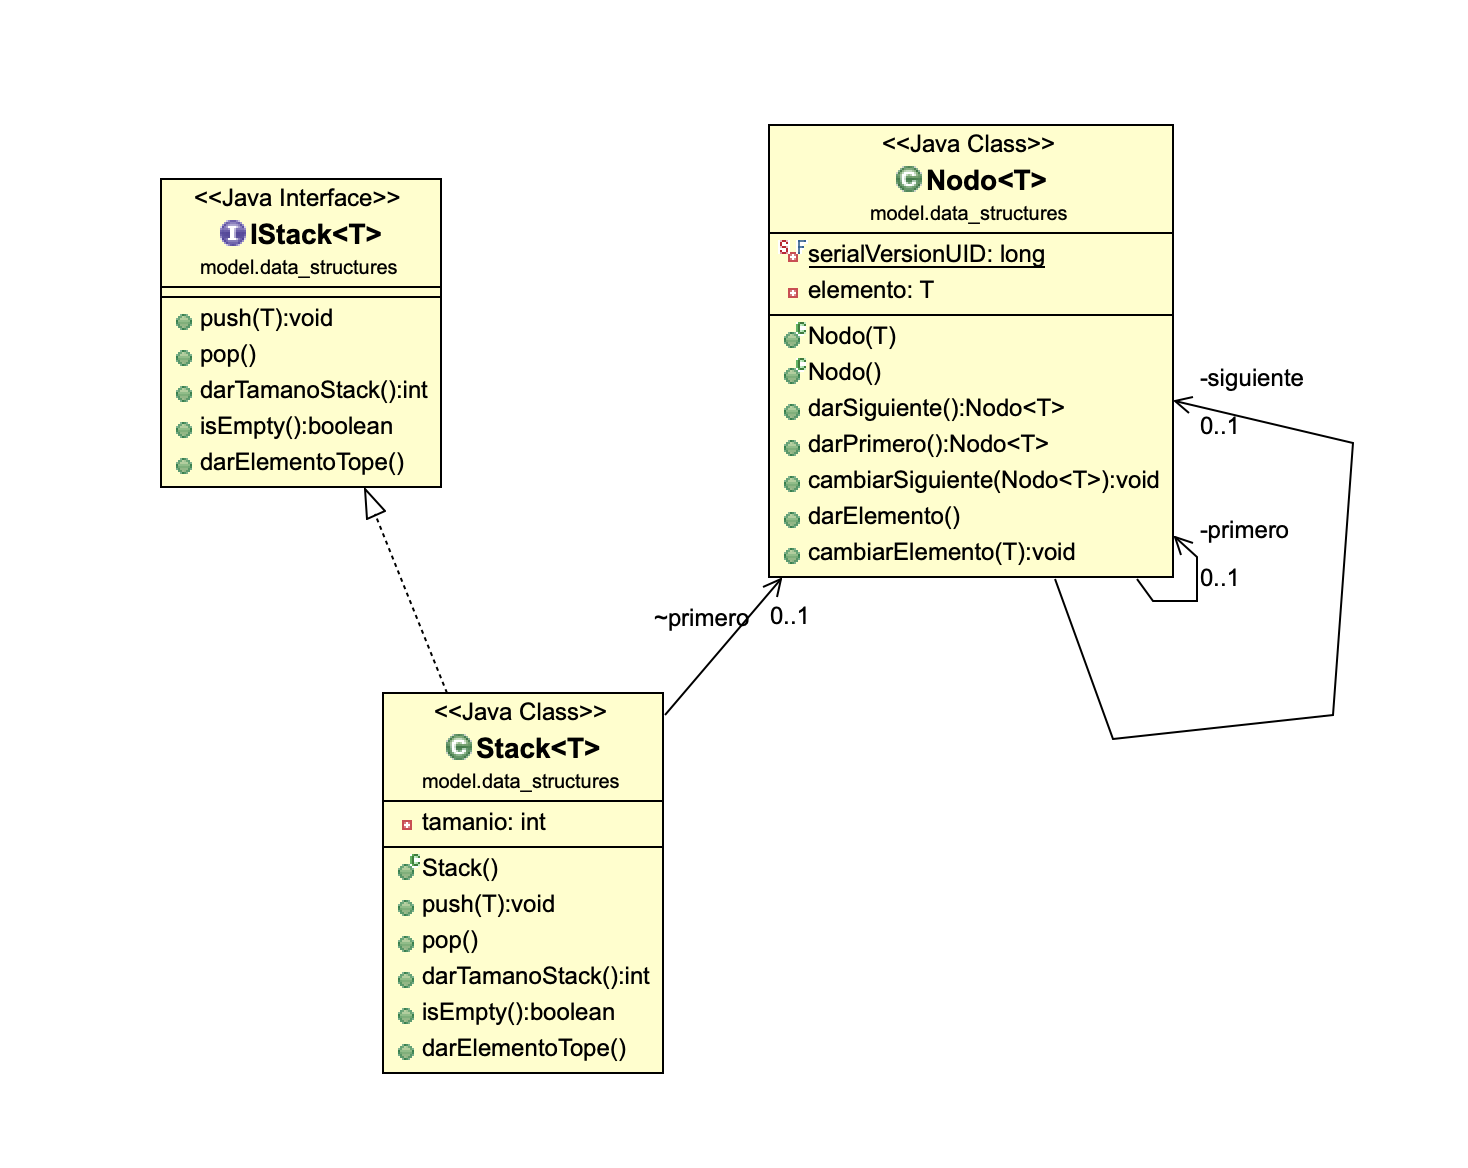 <<Java Interface>>
IStack<T>
model.data_structures
push(T):void
pop()
darTamanoStack():int
isEmpty():boolean
darElementoTope()
<<Java Class>>
Nodo<T>
model.data_structures
serialVersionUID: long
elemento: T
Nodo(T)
Nodo()
darSiguiente():Nodo<T>
darPrimero():Nodo<T>
cambiarSiguiente(Nodo<T>):void
darElemento()
cambiarElemento(T):void
-siguiente
0..1
-primero
0..1
~primero
0..1
<<Java Class>>
Stack<T>
model.data_structures
tamanio: int
Stack()
push(T):void
pop()
darTamanoStack():int
isEmpty():boolean
darElementoTope()